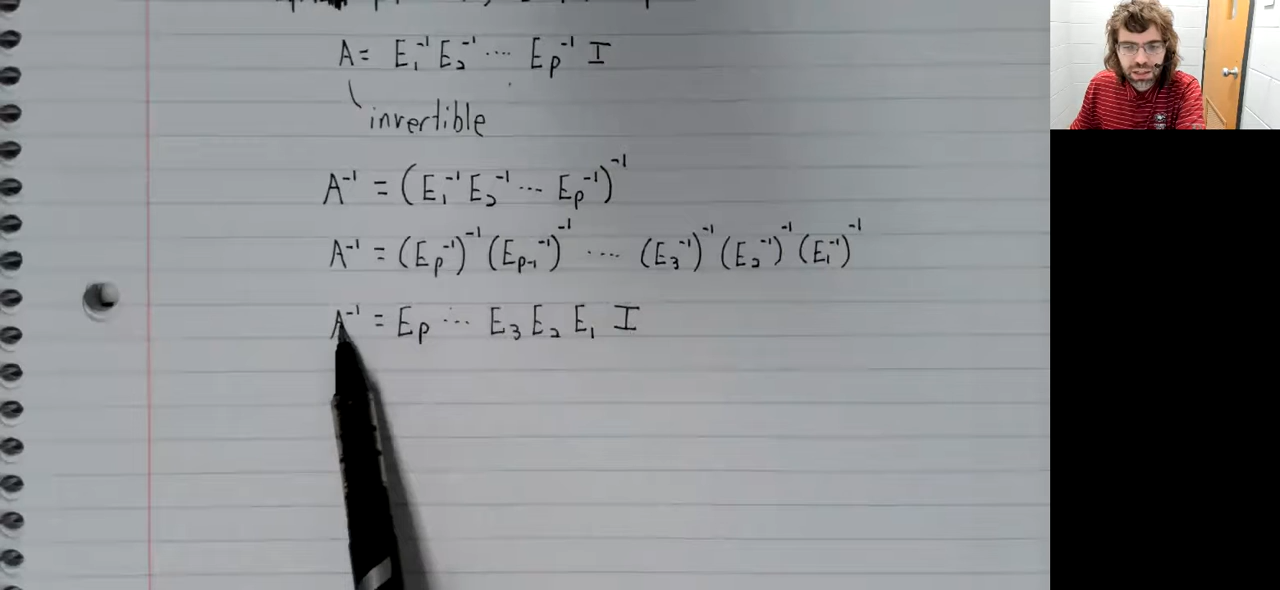 A = E₁⁻¹ E₂⁻¹ ···· Eₚ⁻¹ I
invertible
A⁻¹ = (E₁⁻¹ E₂⁻¹ ··· Eₚ⁻¹)⁻¹
A⁻¹ = (Eₚ⁻¹)⁻¹ (Eₚ₋₁⁻¹)⁻¹ ···· (E₃⁻¹)⁻¹ (E₂⁻¹)⁻¹ (E₁⁻¹)⁻¹
A⁻¹ = Eₚ ··· E₃ E₂ E₁ I